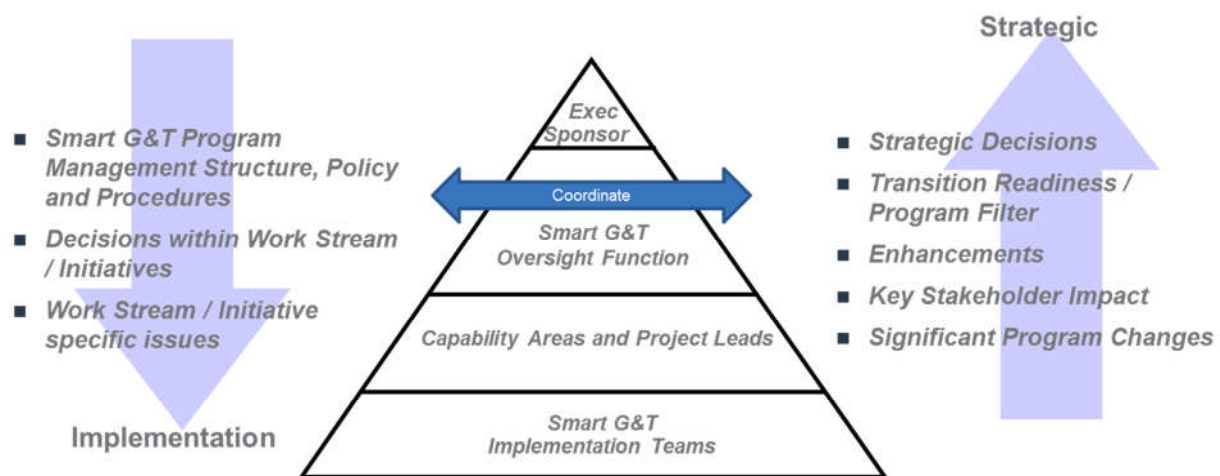 Smart G&T Program
Management Structure, Policy
and Procedures
Decisions within Work Stream
/ Initiatives
Work Stream / Initiative
specific issues
Implementation
Exec
Sponsor
Coordinate
Smart G&T
Oversight Function
Capability Areas and Project Leads
Smart G&T
Implementation Teams
Strategic
Strategic Decisions
Transition Readiness /
Program Filter
Enhancements
Key Stakeholder Impact
Significant Program Changes